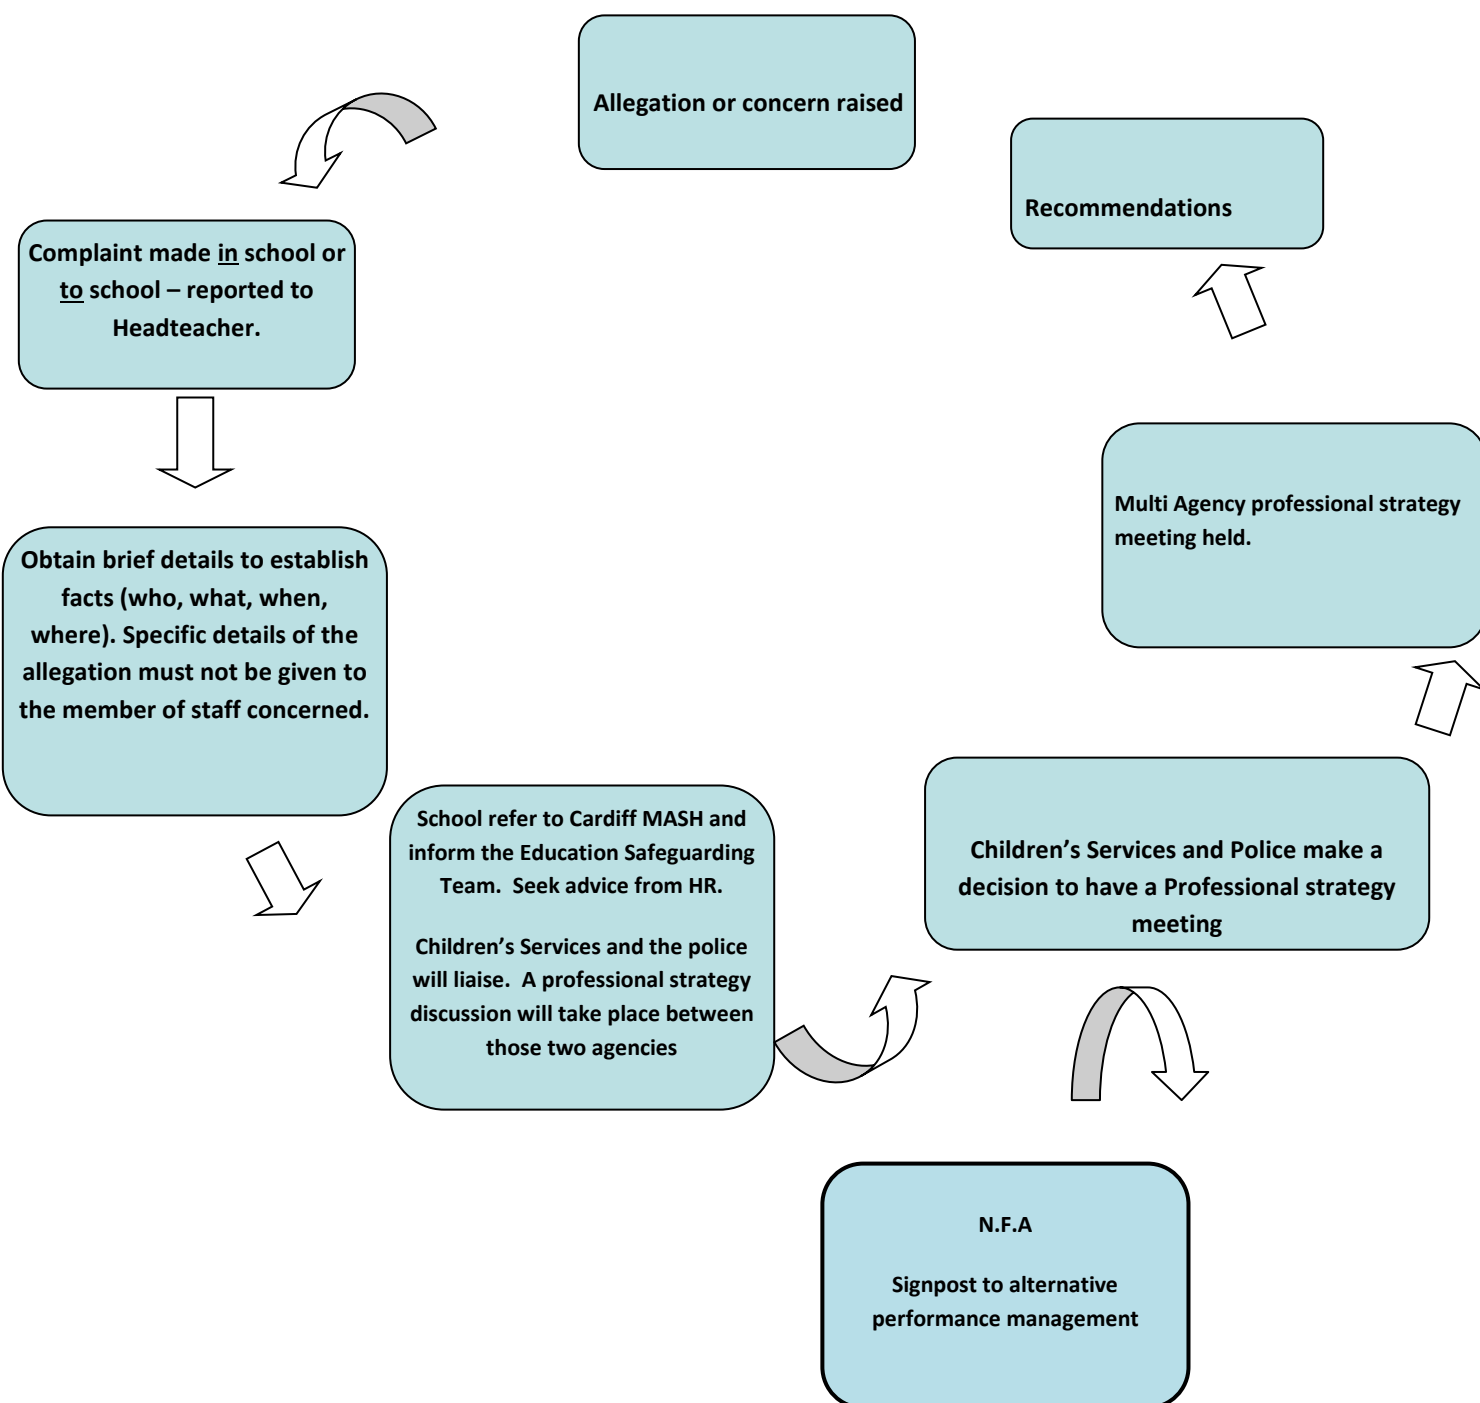 Allegation or concern raised
Complaint made in school or
to school – reported to
Headteacher.
Obtain brief details to establish
facts (who, what, when,
where). Specific details of the
allegation must not be given to
the member of staff concerned.
School refer to Cardiff MASH and
inform the Education Safeguarding
Team.  Seek advice from HR.
Children’s Services and the police
will liaise.  A professional strategy
discussion will take place between
those two agencies
Children’s Services and Police make a
decision to have a Professional strategy
meeting
N.F.A
Signpost to alternative
performance management
Multi Agency professional strategy
meeting held.
Recommendations